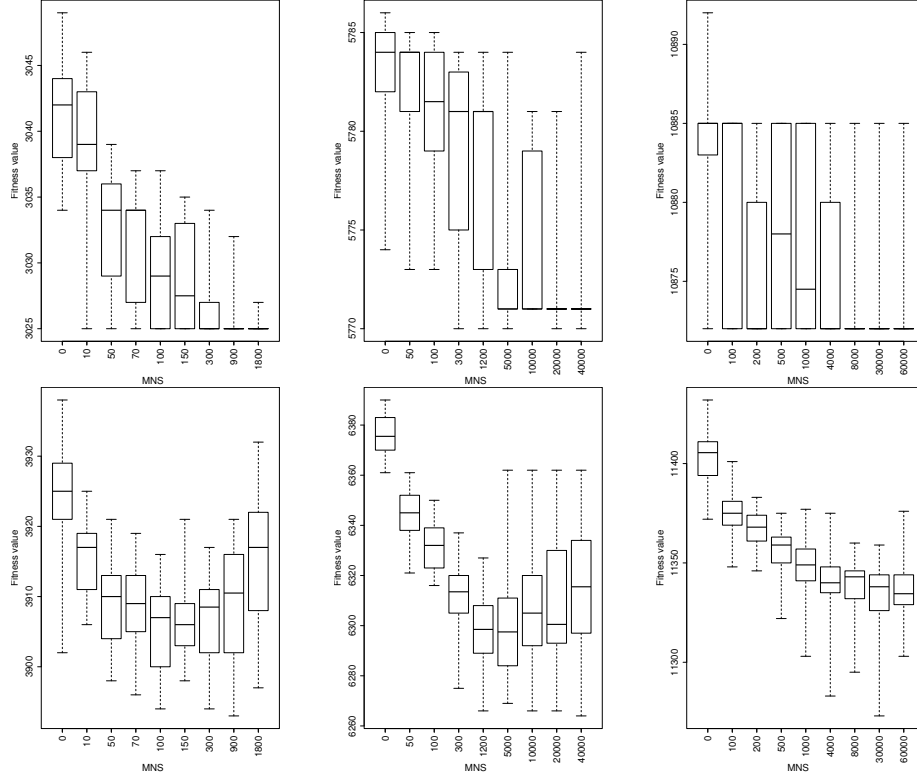 Fitness value
3025 3030 3035 3040 3045
0 10 50 70 100 150 300 900 1800
MNS
Fitness value
5770 5775 5780 5785
0 50 100 300 1200 5000 10000 20000 40000
MNS
Fitness value
10875 10880 10885 10890
0 100 200 500 1000 4000 8000 30000 60000
MNS
Fitness value
3900 3910 3920 3930
0 10 50 70 100 150 300 900 1800
MNS
Fitness value
6260 6280 6300 6320 6340 6360 6380
0 50 100 300 1200 5000 10000 20000 40000
MNS
Fitness value
11300 11350 11400
0 100 200 500 1000 4000 8000 30000 60000
MNS